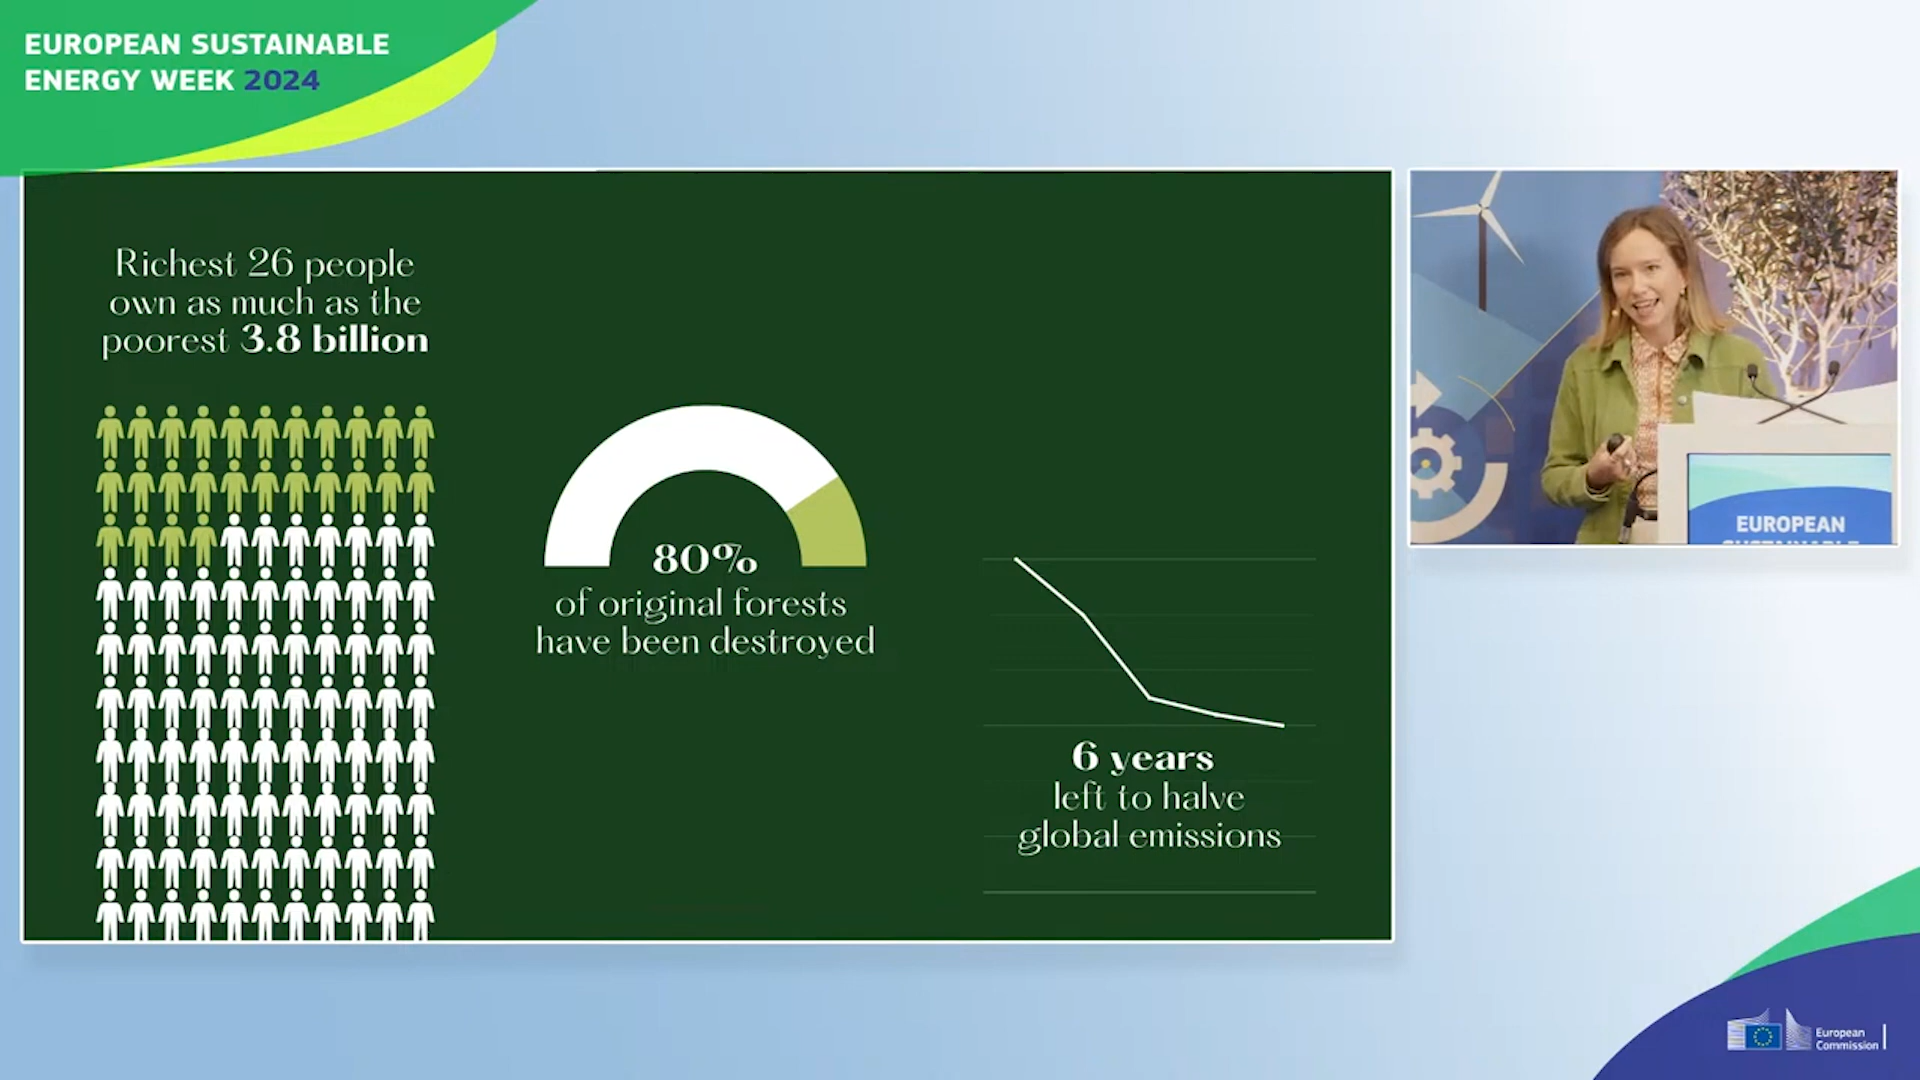 EUROPEAN SUSTAINABLE
ENERGY WEEK 2024
Richest 26 people
own as much as the
poorest 3.8 billion
80%
of original forests
have been destroyed
6 years
left to halve
global emissions
EUROPEAN
European
Commission